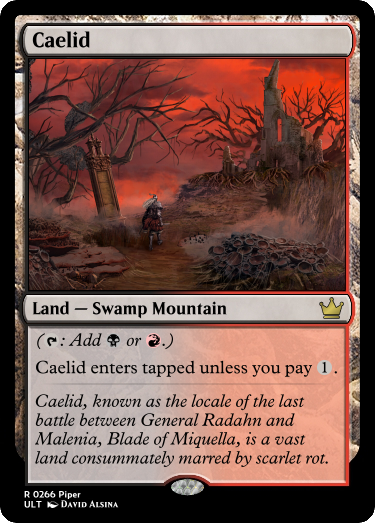 Caelid
Land — Swamp Mountain
(: Add or .)
Caelid enters tapped unless you pay 1.
Caelid, known as the locale of the last
battle between General Radahn and
Malenia, Blade of Miquella, is a vast
land consummately marred by scarlet rot.
R 0266 Piper
ULT David Alsina